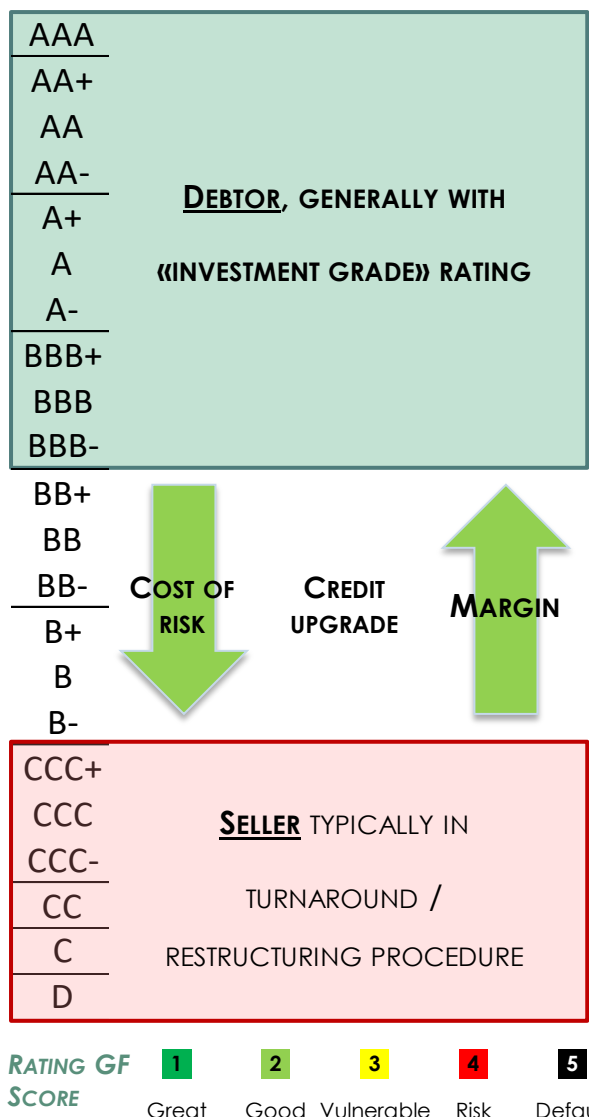 AAA
AA+
AA
AA-
A+
A
A-
BBB+
BBB
BBB-
DEBTOR, GENERALLY WITH
«INVESTMENT GRADE» RATING
BB+
BB
BB-
B+
B
B-
COST OF
RISK
CREDIT
UPGRADE
MARGIN
CCC+
CCC
CCC-
CC
C
D
SELLER TYPICALLY IN
TURNAROUND /
RESTRUCTURING PROCEDURE
RATING GF
SCORE
1 2 3 4 5
Great Good Vulnerable Risk Defau